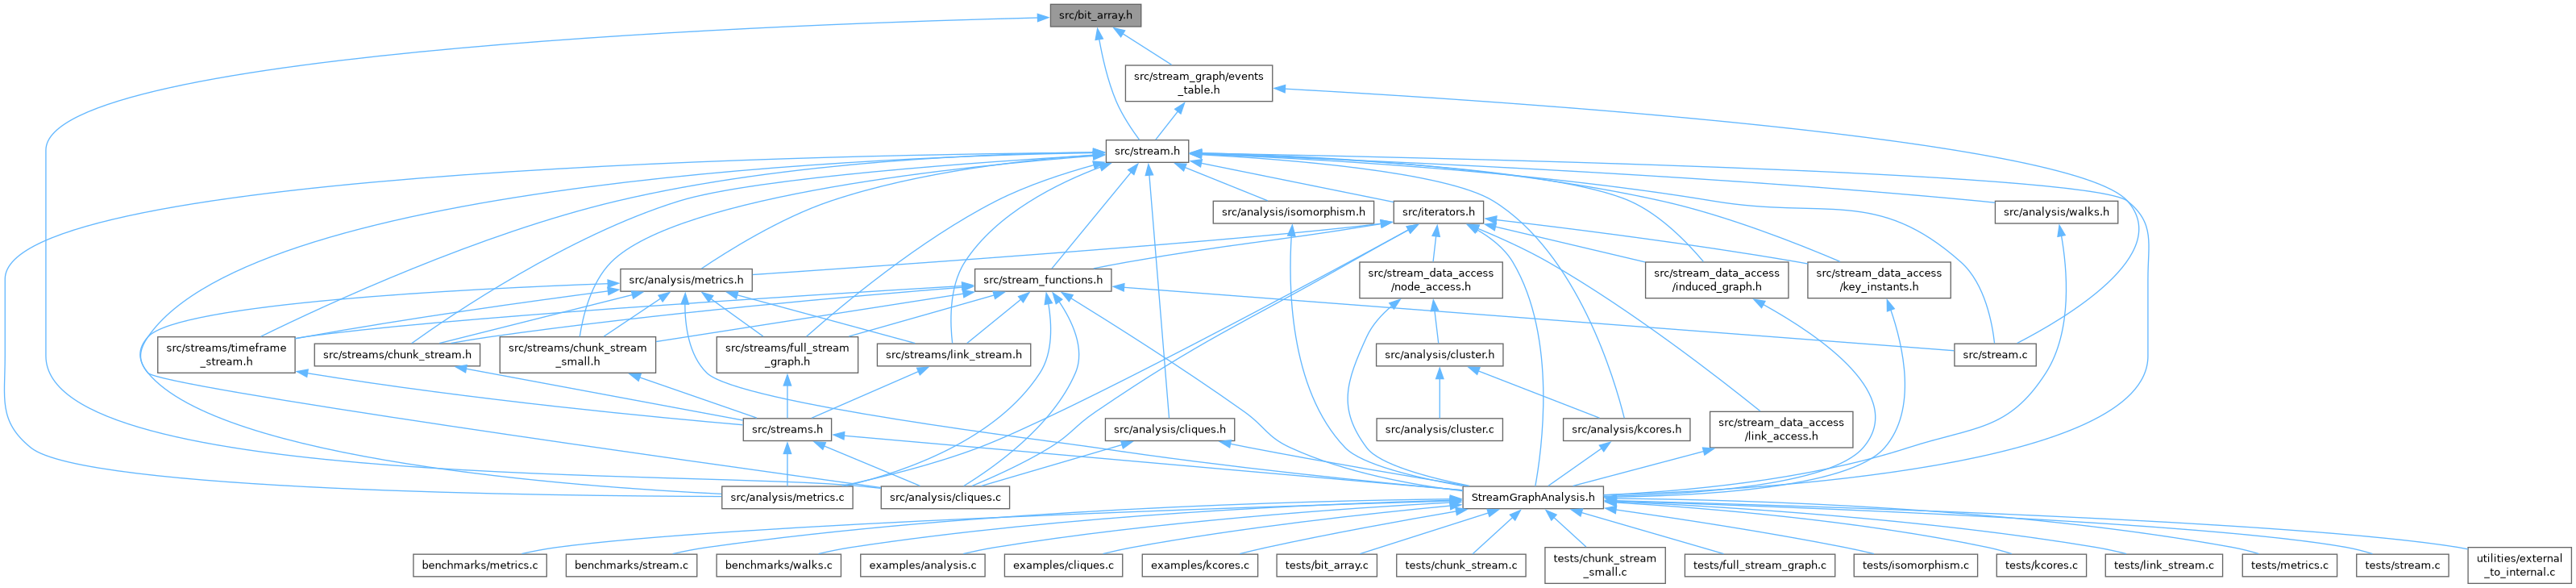 src/bit_array.h
src/stream_graph/events
_table.h
src/stream.h
src/analysis/isomorphism.h
src/iterators.h
src/analysis/walks.h
src/analysis/metrics.h
src/stream_functions.h
src/stream_data_access
/node_access.h
src/stream_data_access
/induced_graph.h
src/stream_data_access
/key_instants.h
src/streams/timeframe
_stream.h
src/streams/chunk_stream.h
src/streams/chunk_stream
_small.h
src/streams/full_stream
_graph.h
src/streams/link_stream.h
src/analysis/cluster.h
src/stream.c
src/streams.h
src/analysis/cliques.h
src/analysis/cluster.c
src/analysis/kcores.h
src/stream_data_access
/link_access.h
src/analysis/metrics.c
src/analysis/cliques.c
StreamGraphAnalysis.h
benchmarks/metrics.c
benchmarks/stream.c
benchmarks/walks.c
examples/analysis.c
examples/cliques.c
examples/kcores.c
tests/bit_array.c
tests/chunk_stream.c
tests/chunk_stream
_small.c
tests/full_stream_graph.c
tests/isomorphism.c
tests/kcores.c
tests/link_stream.c
tests/metrics.c
tests/stream.c
utilities/external
_to_internal.c